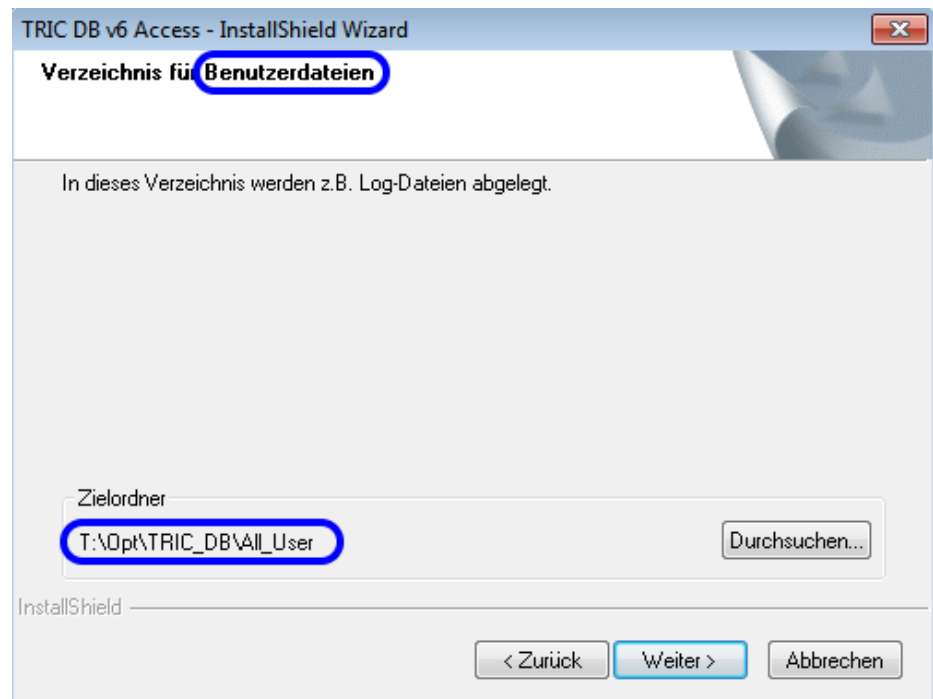 TRIC DB v6 Access - InstallShield Wizard
Verzeichnis für Benutzerdateien
In dieses Verzeichnis werden z.B. Log-Dateien abgelegt.
Zielordner
T:\Opt\TRIC_DB\All_User
Durchsuchen...
InstallShield
< Zurück
Weiter >
Abbrechen